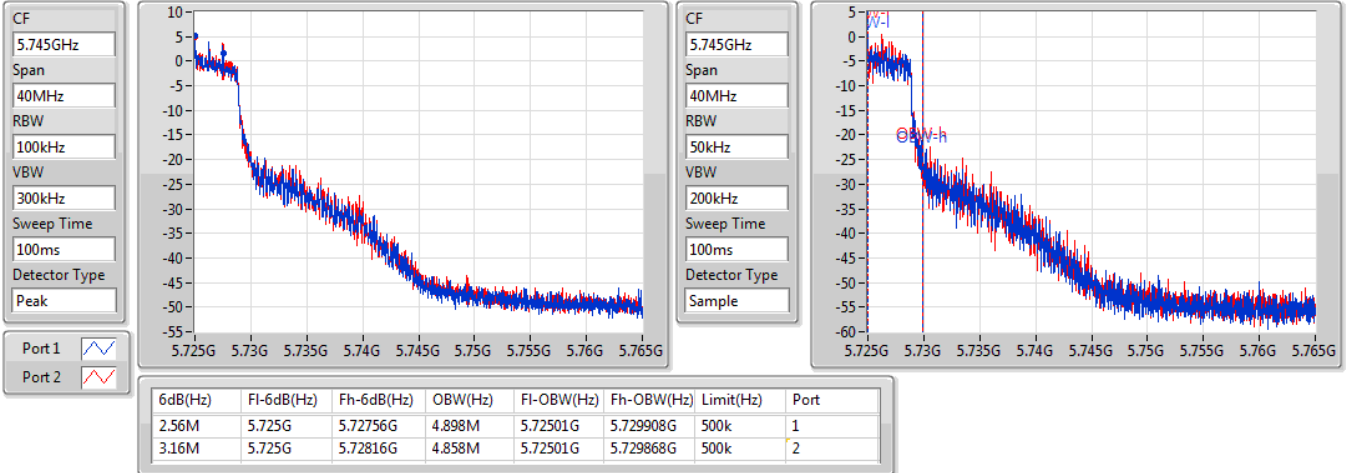 CF
5.745GHz
Span
40MHz
RBW
100kHz
VBW
300kHz
Sweep Time
100ms
Detector Type
Peak
Port 1
Port 2
10
5
0
-5
-10
-15
-20
-25
-30
-35
-40
-45
-50
-55
5.725G 5.73G 5.735G 5.74G 5.745G 5.75G 5.755G 5.76G 5.765G
CF
5.745GHz
Span
40MHz
RBW
50kHz
VBW
200kHz
Sweep Time
100ms
Detector Type
Sample
5
0
-5
-10
-15
-20
-25
-30
-35
-40
-45
-50
-55
-60
W-l
OBW-h
5.725G 5.73G 5.735G 5.74G 5.745G 5.75G 5.755G 5.76G 5.765G
6dB(Hz) Fl-6dB(Hz) Fh-6dB(Hz) OBW(Hz) Fl-OBW(Hz) Fh-OBW(Hz) Limit(Hz) Port
2.56M 5.725G 5.72756G 4.898M 5.72501G 5.729908G 500k 1
3.16M 5.725G 5.72816G 4.858M 5.72501G 5.729868G 500k 2